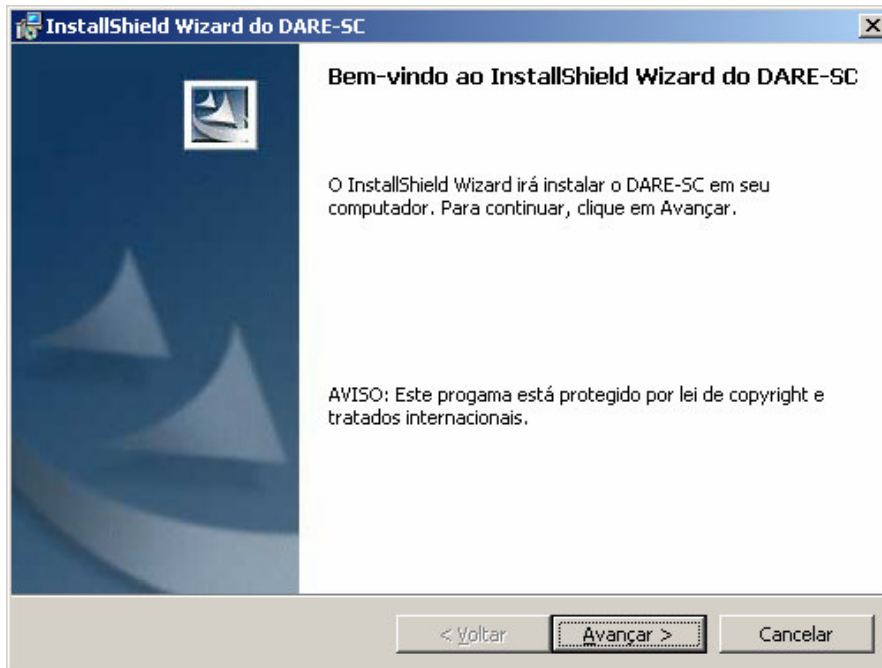 InstallShield Wizard do DARE-SC
Bem-vindo ao InstallShield Wizard do DARE-SC
O InstallShield Wizard irá instalar o DARE-SC em seu
computador. Para continuar, clique em Avançar.
AVISO: Este progama está protegido por lei de copyright e
tratados internacionais.
< Voltar
Avançar >
Cancelar